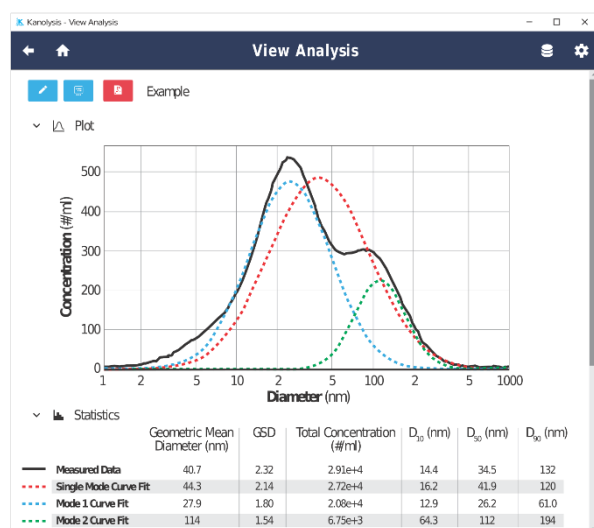 Kanolysis - View Analysis
View Analysis
Example
Plot
500
400
300
200
100
0
Concentration (#/ml)
1 2 5 10 2 5 100 2 5 1000
Diameter (nm)
Statistics
Geometric Mean Diameter (nm) GSD Total Concentration (#/ml) D10 (nm) D50 (nm) D90 (nm)
Measured Data 40.7 2.32 2.91e+4 14.4 34.5 132
Single Mode Curve Fit 44.3 2.14 2.72e+4 16.2 41.9 120
Mode 1 Curve Fit 27.9 1.80 2.08e+4 12.9 26.2 61.0
Mode 2 Curve Fit 114 1.54 6.75e+3 64.3 112 194